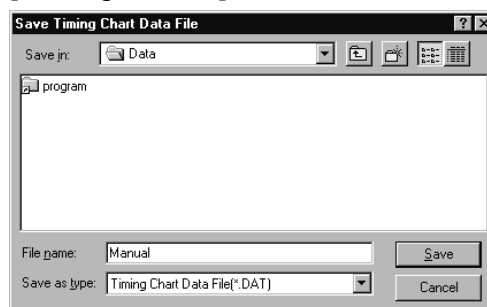 Save Timing Chart Data File
Save in: Data
program
File name: Manual Save
Save as type: Timing Chart Data File(*.DAT) Cancel